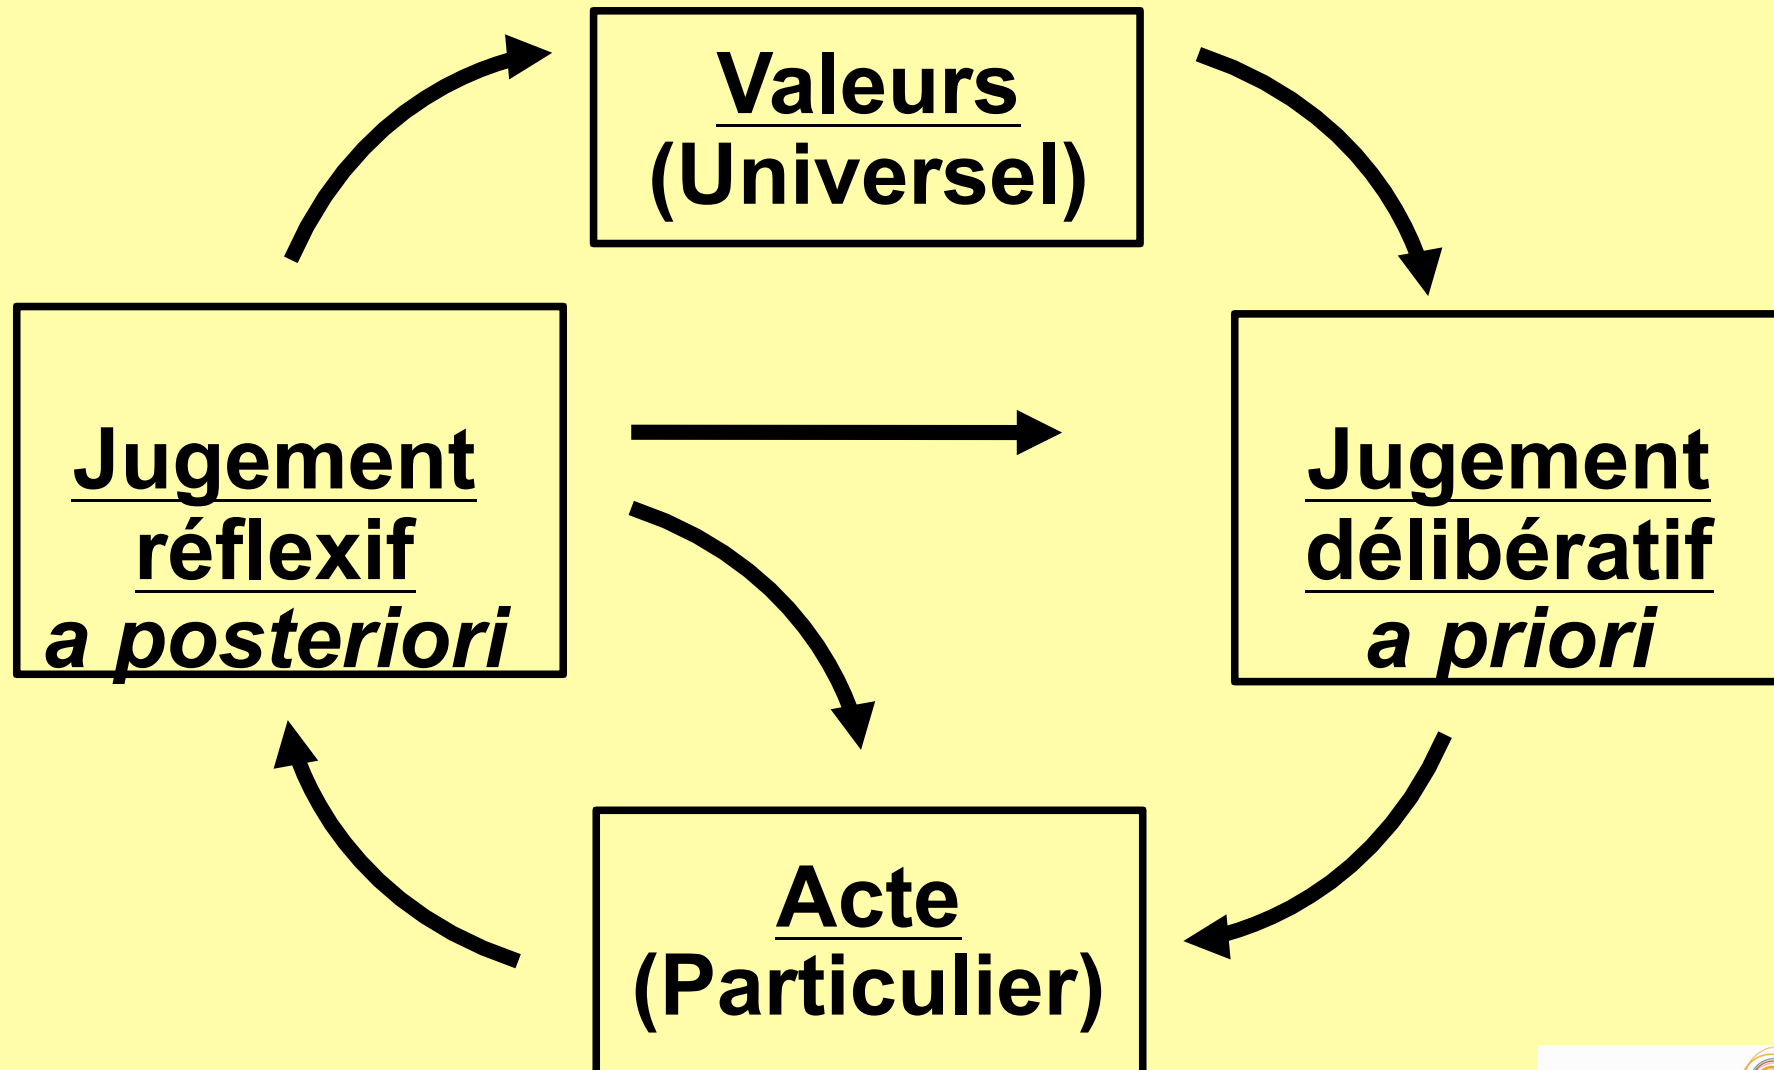 Valeurs
(Universel)
Jugement
réflexif
a posteriori
Jugement
délibératif
a priori
Acte
(Particulier)